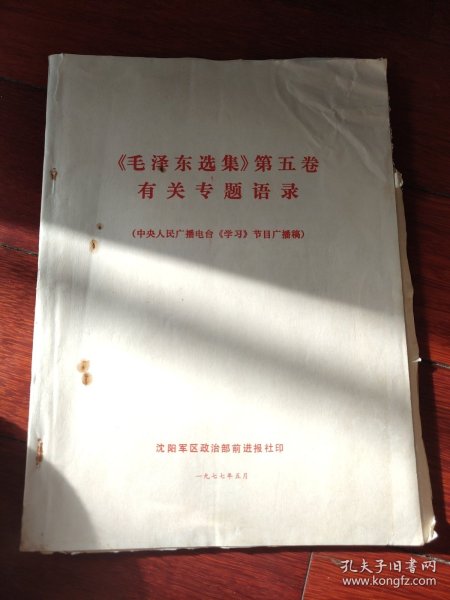 《毛泽东选集》第五卷
有关专题语录
(中央人民广播电台《学习》节目广播稿)
沈阳军区政治部前进报社印
一九七七年五月
孔夫子旧书网
www.kongfz.com